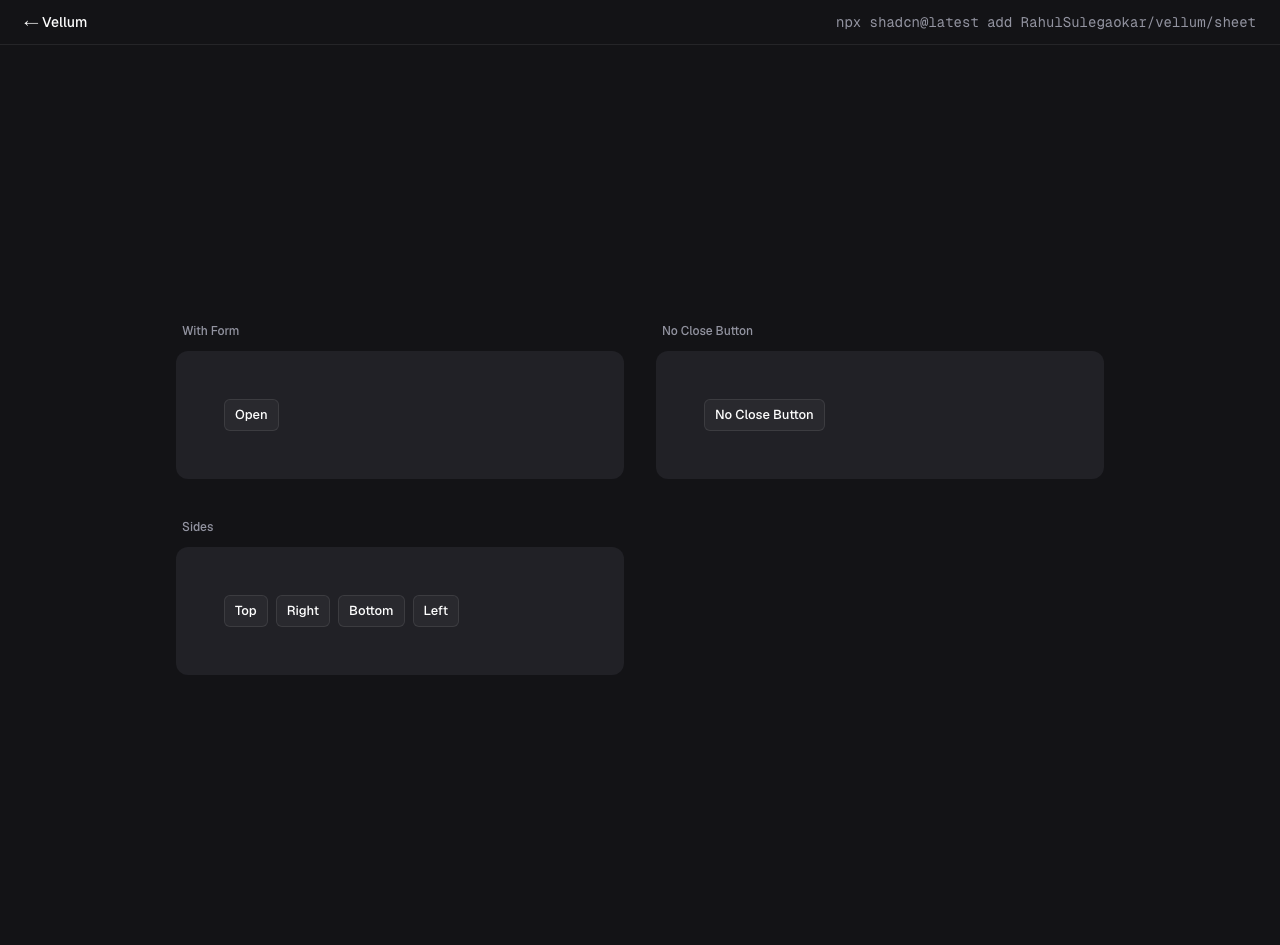 ← Vellum
npx shadcn@latest add RahulSulegaokar/vellum/sheet
With Form
Open
No Close Button
No Close Button
Sides
Top Right Bottom Left